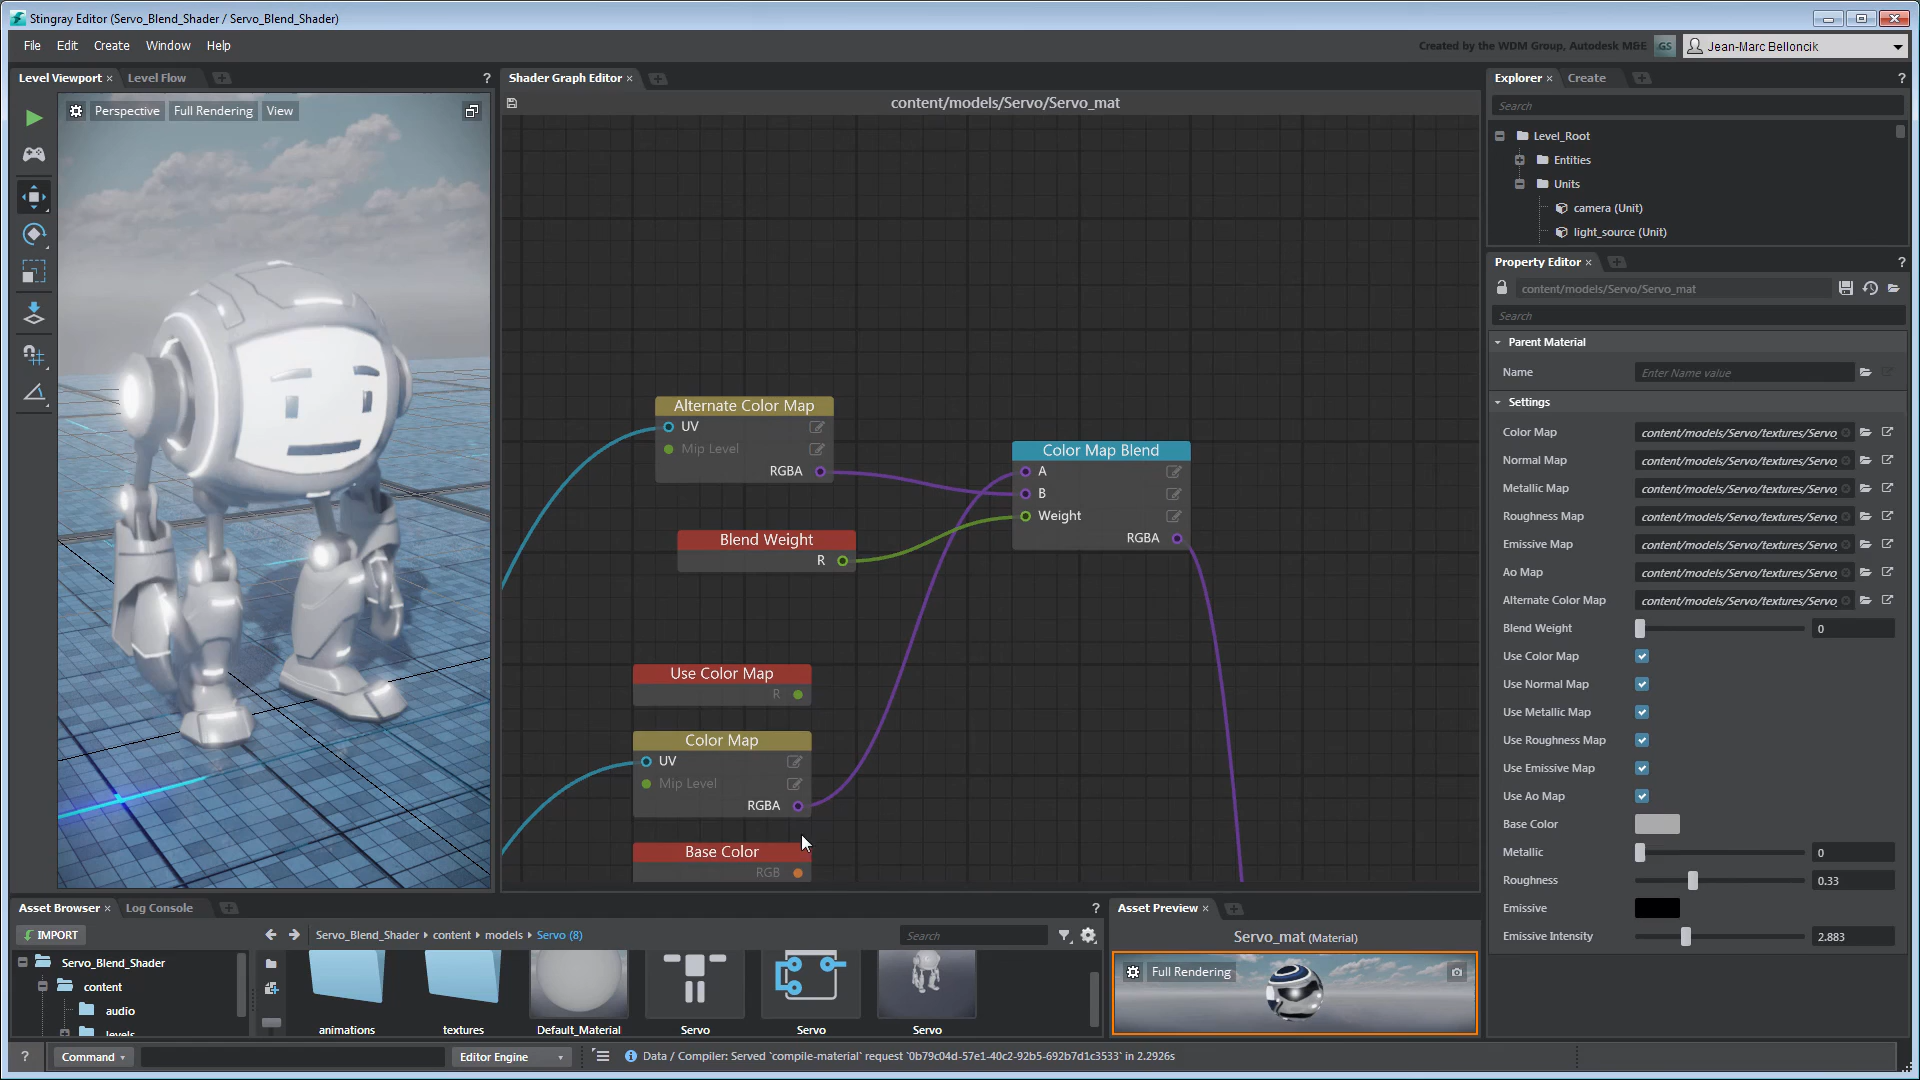 Stingray Editor (Servo_Blend_Shader / Servo_Blend_Shader)
File Edit Create Window Help
Created by the WDM Group, Autodesk M&E GS Jean-Marc Belloncik
Level Viewport × Level Flow ?
Perspective Full Rendering View
Shader Graph Editor ×
content/models/Servo/Servo_mat
Alternate Color Map
UV
Mip Level
RGBA
Blend Weight
R
Color Map Blend
A
B
Weight
RGBA
Use Color Map
R
Color Map
UV
Mip Level
RGBA
Base Color
RGB
Explorer × Create ?
Search
Level_Root
Entities
Units
camera (Unit)
light_source (Unit)
Property Editor × ?
content/models/Servo/Servo_mat
Search
Parent Material
Name Enter Name value
Settings
Color Map content/models/Servo/textures/Servo_
Normal Map content/models/Servo/textures/Servo_
Metallic Map content/models/Servo/textures/Servo_
Roughness Map content/models/Servo/textures/Servo_
Emissive Map content/models/Servo/textures/Servo_
Ao Map content/models/Servo/textures/Servo_
Alternate Color Map content/models/Servo/textures/Servo_
Blend Weight 0
Use Color Map
Use Normal Map
Use Metallic Map
Use Roughness Map
Use Emissive Map
Use Ao Map
Base Color
Metallic 0
Roughness 0.33
Emissive
Emissive Intensity 2.883
Asset Browser × Log Console ?
IMPORT
Servo_Blend_Shader content models Servo (8)
Search
Servo_Blend_Shader
content
audio
levels
animations textures Default_Material Servo Servo Servo
Asset Preview ×
Servo_mat (Material)
Full Rendering
? Command Editor Engine Data / Compiler: Served `compile-material` request `0b79c04d-57e1-40c2-92b5-692b7d1c3533` in 2.2926s